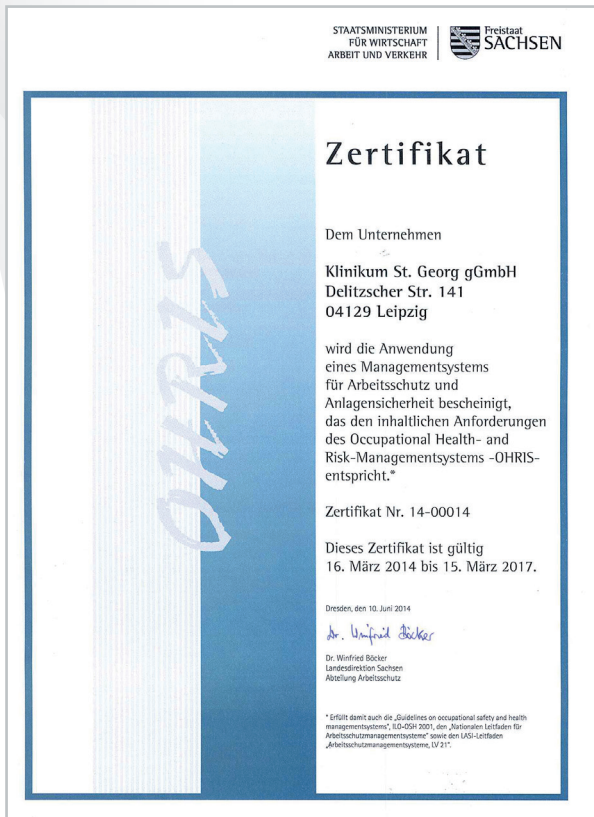 STAATSMINISTERIUM
FÜR WIRTSCHAFT
ARBEIT UND VERKEHR
Freistaat
SACHSEN
Zertifikat
Dem Unternehmen
Klinikum St. Georg gGmbH
Delitzscher Str. 141
04129 Leipzig
wird die Anwendung
eines Managementsystems
für Arbeitsschutz und
Anlagensicherheit bescheinigt,
das den inhaltlichen Anforderungen
des Occupational Health- and
Risk-Managementsystems -OHRIS-
entspricht.*
Zertifikat Nr. 14-00014
Dieses Zertifikat ist gültig
16. März 2014 bis 15. März 2017.
Dresden, den 10. Juni 2014
Dr. Winfried Böcker
Dr. Winfried Böcker
Landesdirektion Sachsen
Abteilung Arbeitsschutz
* Erfüllt damit auch die „Guidelines on occupational safety and health
managementsystems", ILO-OSH 2001, den „Nationalen Leitfaden für
Arbeitsschutzmanagementsysteme" sowie den LASI-Leitfaden
„Arbeitsschutzmanagementsysteme, LV 21".
OHRIS